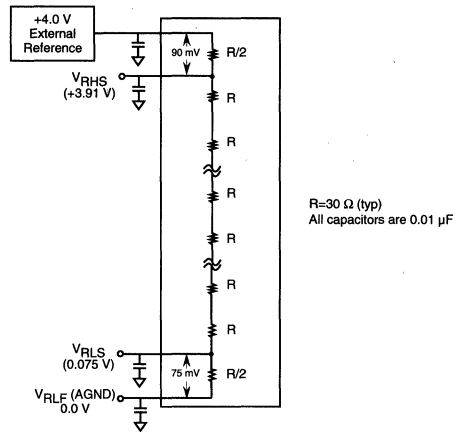 +4.0 V
External
Reference
90 mV
R/2
VRHS
(+3.91 V)
R
R
R
R=30 Ω (typ)
All capacitors are 0.01 µF
R
R
R
VRLS
(0.075 V)
75 mV
R/2
VRLF (AGND)
0.0 V